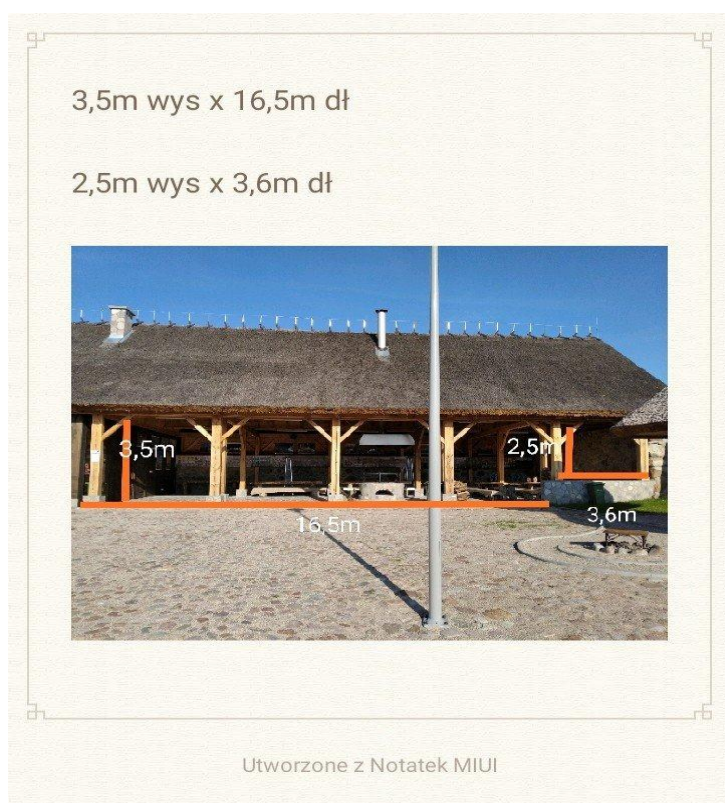 3,5m wys x 16,5m dł
2,5m wys x 3,6m dł
3,5m
2,5m
16,5m
3,6m
Utworzone z Notatek MIUI